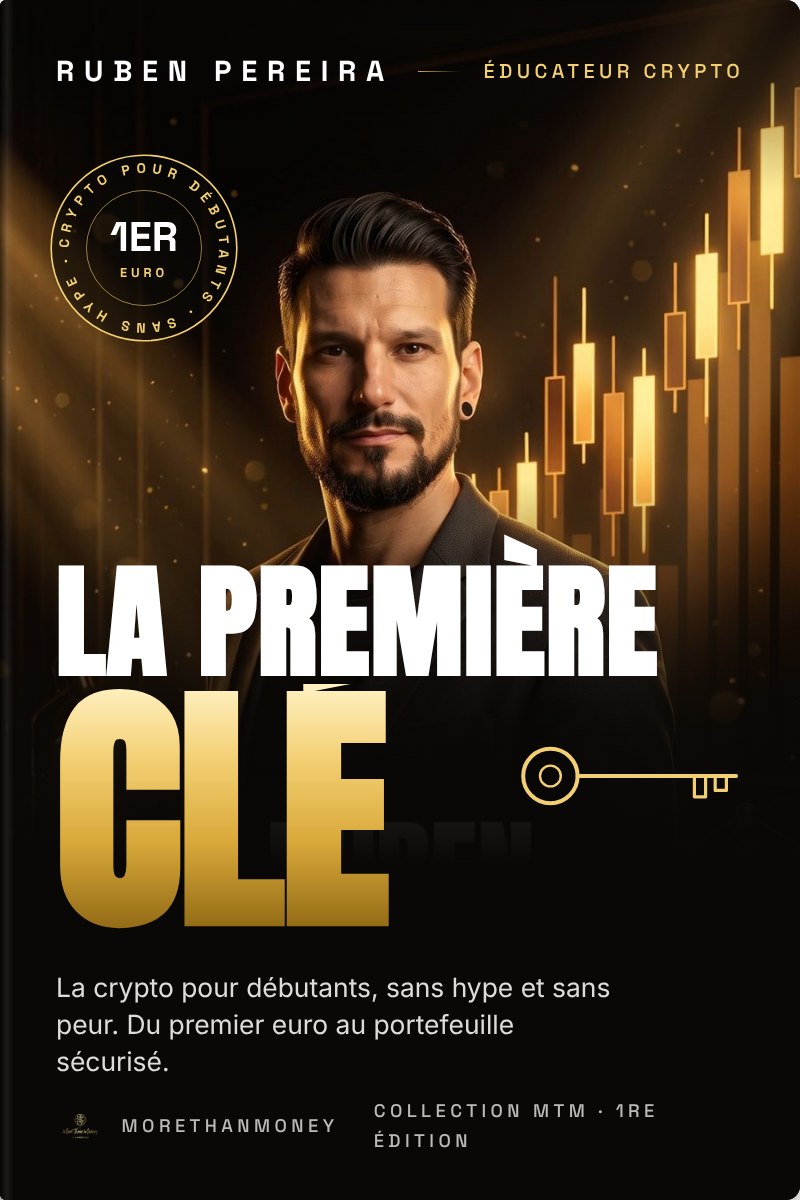 RUBEN PEREIRA — ÉDUCATEUR CRYPTO
CRYPTO POUR DÉBUTANTS · SANS HYPE ·
1ER
EURO
LA PREMIÈRE
CLÉ
RUBEN
La crypto pour débutants, sans hype et sans
peur. Du premier euro au portefeuille
sécurisé.
MORETHANMONEY
COLLECTION MTM · 1RE
ÉDITION